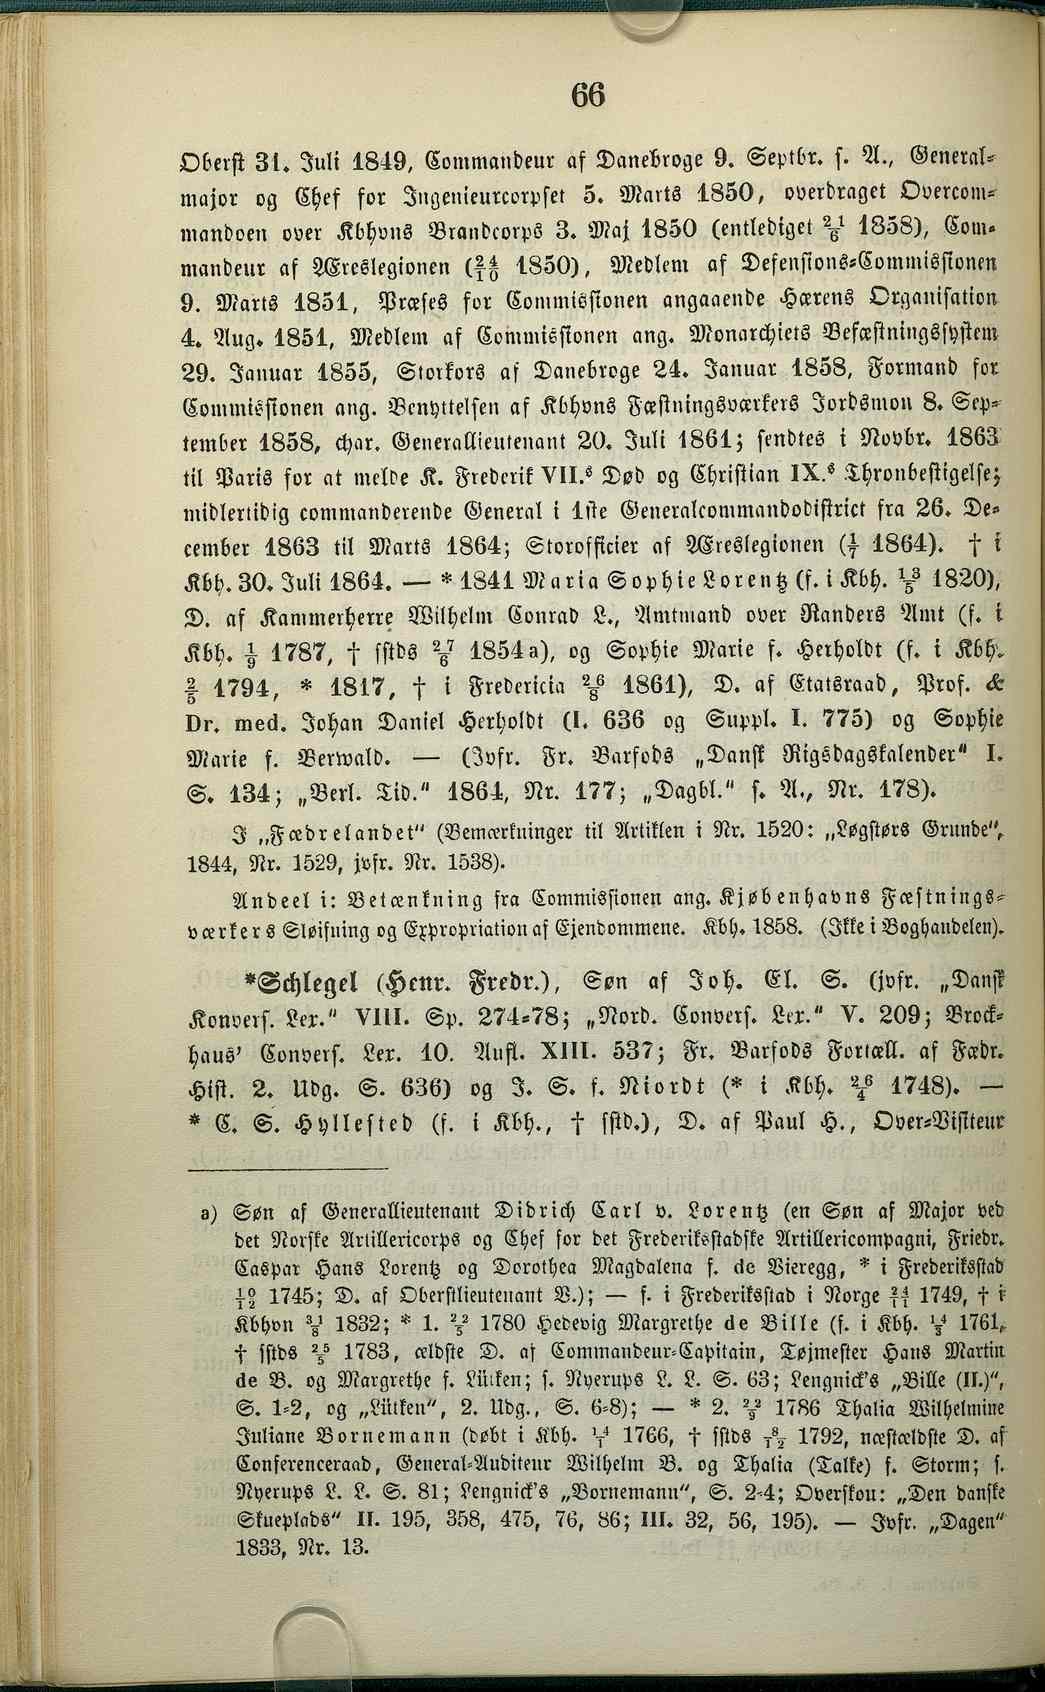 66
Oberst 31. Juli 1849, Commandeur af Danebroge 9. Septbr. s. A., General-
major og Chef for Ingenieurcorpset 5. Marts 1850, overdraget Overcom-
mandoen over Kbhvns Brandcorps 3. Maj 1850 (entlediget 21/6 1858), Com-
mandeur af Æreslegionen (24/10 1850), Medlem af Defensions-Commissionen
9. Marts 1851, Præses for Commissionen angaaende Hærens Organisation
4. Aug. 1851, Medlem af Commissionen ang. Monarchiets Befæstningssystem
29. Januar 1855, Storkors af Danebroge 24. Januar 1858, Formand for
Commissionen ang. Benyttelsen af Kbhvns Fæstningsværkers Jordsmon 8. Sep-
tember 1858, char. Generallieutenant 20. Juli 1861; sendtes i Novbr. 1863
til Paris for at melde K. Frederik VII.s Død og Christian IX.s Thronbestigelse;
midlertidig commanderende General i 1ste Generalcommandodistrict fra 26. De-
cember 1863 til Marts 1864; Storofficier af Æreslegionen (1/7 1864). † i
Kbh. 30. Juli 1864. — * 1841 Maria Sophie Lorentz (f. i Kbh. 13/5 1820),
D. af Kammerherre Wilhelm Conrad L., Amtmand over Randers Amt (f. i
Kbh. 1/9 1787, † sstds 27/6 1854 a), og Sophie Marie f. Herholdt (f. i Kbh.
2/5 1794, * 1817, † i Fredericia 26/8 1861), D. af Etatsraad, Prof. &
Dr. med. Johan Daniel Herholdt (I. 636 og Suppl. I. 775) og Sophie
Marie f. Berwald. — (Jvfr. Fr. Barfods „Dansk Rigsdagskalender“ I.
S. 134; „Berl. Tid.“ 1864, Nr. 177; „Dagbl.“ s. A., Nr. 178).
I „Fædrelandet“ (Bemærkninger til Artiklen i Nr. 1520: „Løgstørs Grunde“,
1844, Nr. 1529, jvfr. Nr. 1538).
Andeel i: Betænkning fra Commissionen ang. Kjøbenhavns Fæstnings-
værkers Sløifning og Expropriation af Ejendommene. Kbh. 1858. (Ikke i Boghandelen).
*Schlegel (Henr. Fredr.), Søn af Joh. El. S. (jvfr. „Dansk
Konvers. Lex.“ VIII. Sp. 274-78; „Nord. Convers. Lex.“ V. 209; Brock-
haus’ Convers. Lex. 10. Aufl. XIII. 537; Fr. Barfods Fortæll. af Fædr.
Hist. 2. Udg. S. 636) og J. S. f. Niordt (* i Kbh. 26/4 1748). —
* C. S. Hyllested (f. i Kbh., † sstd.), D. af Paul H., Over-Visiteur
a) Søn af Generallieutenant Didrich Carl v. Lorentz (en Søn af Major ved
det Norske Artillericorps og Chef for det Frederiksstadske Artillericompagni, Friedr.
Caspar Hans Lorentz og Dorothea Magdalena f. de Vieregg, * i Frederiksstad
10/12 1745; D. af Oberstlieutenant V.); — f. i Frederiksstad i Norge 24/11 1749, † i
Kbhvn 31/8 1832; * 1. 22/5 1780 Hedevig Margrethe de Bille (f. i Kbh. 14/3 1761,
† sstds 25/5 1783, ældste D. af Commandeur-Capitain, Tøjmester Hans Martin
de B. og Margrethe f. Lütken; s. Nyerups L. L. S. 63; Lengnick’s „Bille (II.)“,
S. 1-2, og „Lütken“, 2. Udg., S. 6-8); — * 2. 22/9 1786 Thalia Wilhelmine
Juliane Bornemann (døbt i Kbh. 14/1 1766, † sstds 8/12 1792, næstældste D. af
Conferenceraad, General-Auditeur Wilhelm B. og Thalia (Talke) f. Storm; s.
Nyerups L. L. S. 81; Lengnick’s „Bornemann“, S. 2-4; Overskou: „Den danske
Skueplads“ II. 195, 358, 475, 76, 86; III. 32, 56, 195). — Jvfr. „Dagen“
1833, Nr. 13.